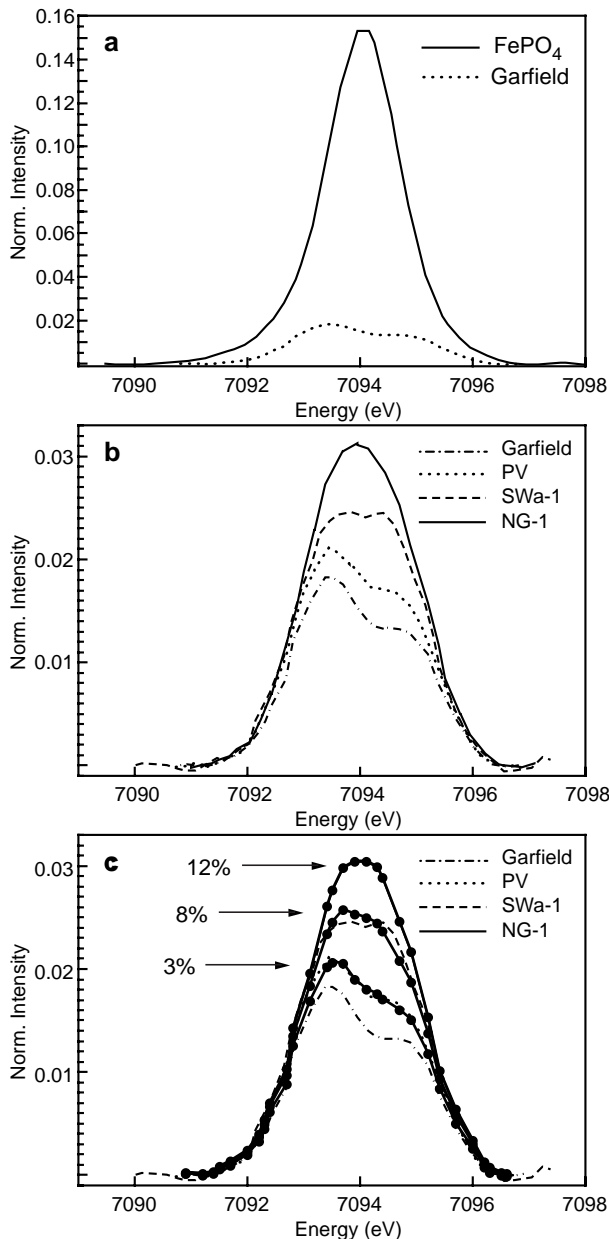 a
FePO4
Garfield
0.16
0.14
0.12
0.10
0.08
0.06
0.04
0.02
Norm. Intensity
7090 7092 7094 7096 7098
Energy (eV)
b
Garfield
PV
SWa-1
NG-1
0.03
0.02
0.01
Norm. Intensity
7090 7092 7094 7096 7098
Energy (eV)
c
12%
8%
3%
Garfield
PV
SWa-1
NG-1
0.03
0.02
0.01
Norm. Intensity
7090 7092 7094 7096 7098
Energy (eV)